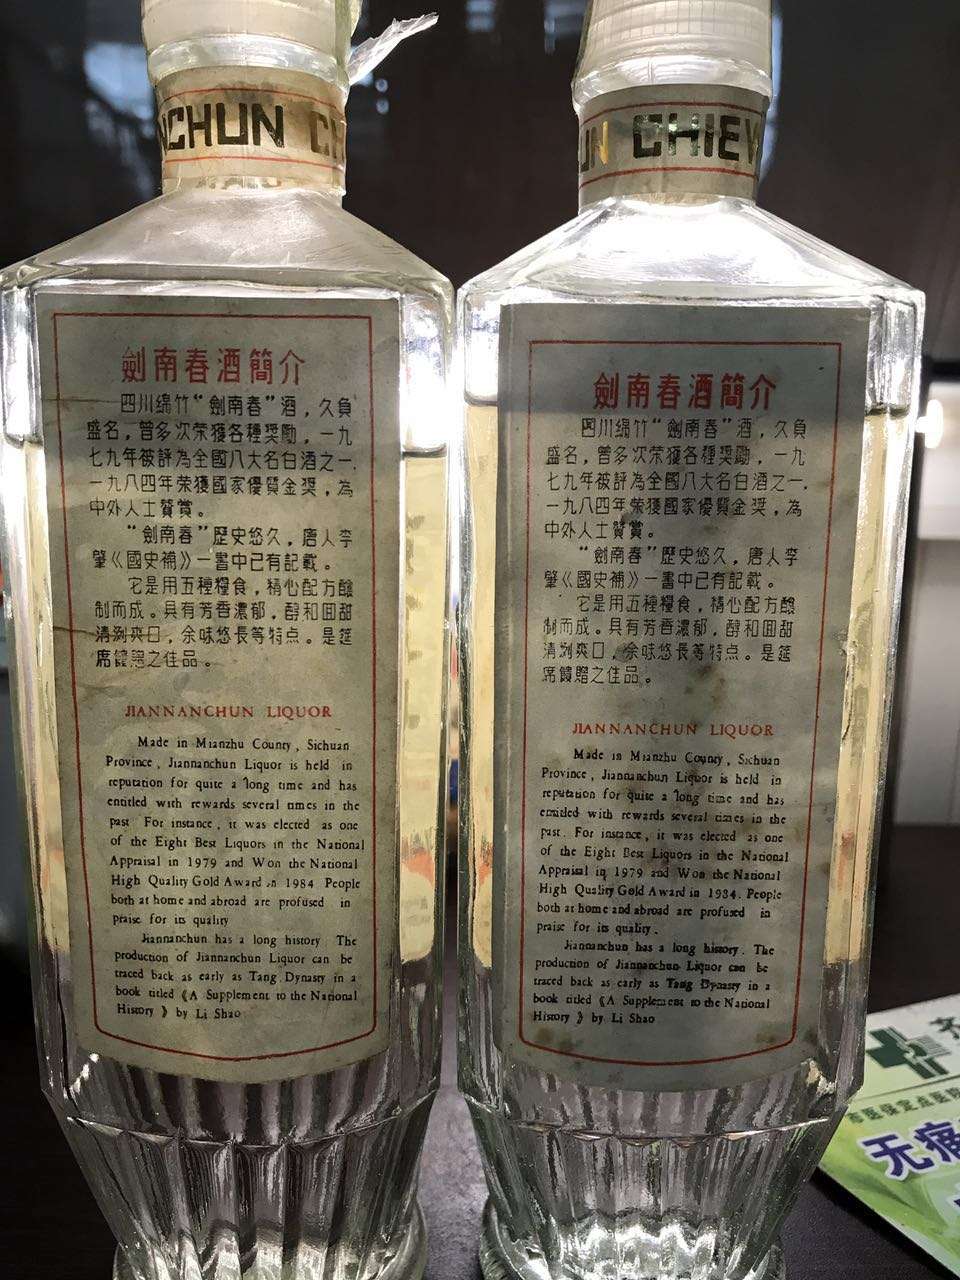 NCHUN CH
劍南春酒簡介
四川綿竹“劍南春”酒，久負
盛名，曾多次荣獲各種奨勵，一九
七九年被評為全國八大名白酒之一.
一九八四年荣獲國家優質金奨，為
中外人士贊赏。
“劍南春”歷史悠久，唐人李
肇《國史補》一書中已有記載。
它是用五種糧食，精心配方釀
制而成。具有芳香濃郁，醇和回甜
清洌爽口，余味悠長等特点。是筵
席饋贈之佳品。
JIANNANCHUN LIQUOR
Made in Mianzhu County, Sichuan
Province, Jiannanchun Liquor is held in
reputation for quite a long time and has
entitled with rewards several times in the
past For instance, it was elected as one
of the Eight Best Liquors in the National
Appraisal in 1979 and Won the National
High Quality Gold Award in 1984 People
both at home and abroad are profused in
praise for its quality
Jiannanchun has a long history The
production of Jiannanchun Liquor can be
traced back as early as Tang Dynasty in a
book titled《A Supplement to the National
History》by Li Shao
UN CHIEW
劍南春酒簡介
四川綿竹“劍南春”酒，久負
盛名，曾多次荣獲各種奨勵，一九
七九年被評為全國八大名白酒之一.
一九八四年荣獲國家優質金奨，為
中外人士贊赏。
“劍南春”歷史悠久，唐人李
肇《國史補》一書中已有記載。
它是用五種糧食，精心配方釀
制而成。具有芳香濃郁，醇和回甜
清洌爽口，余味悠長等特点。是筵
席饋贈之佳品。
JIANNANCHUN LIQUOR
Made in Mianzhu County, Sichuan
Province, Jiannanchun Liquor is held in
reputation for quite a long time and has
entitled with rewards several times in the
past. For instance, it was elected as one
of the Eight Best Liquors in the National
Appraisal in 1979 and Won the National
High Quality Gold Award in 1984. People
both at home and abroad are profused in
praise for its quality.
Jiannanchun has a long history. The
production of Jiannanchun Liquor can be
traced back as early as Tang Dynasty in a
book titled《A Supplement to the National
History》by Li Shao
市医保定点医院
无痛